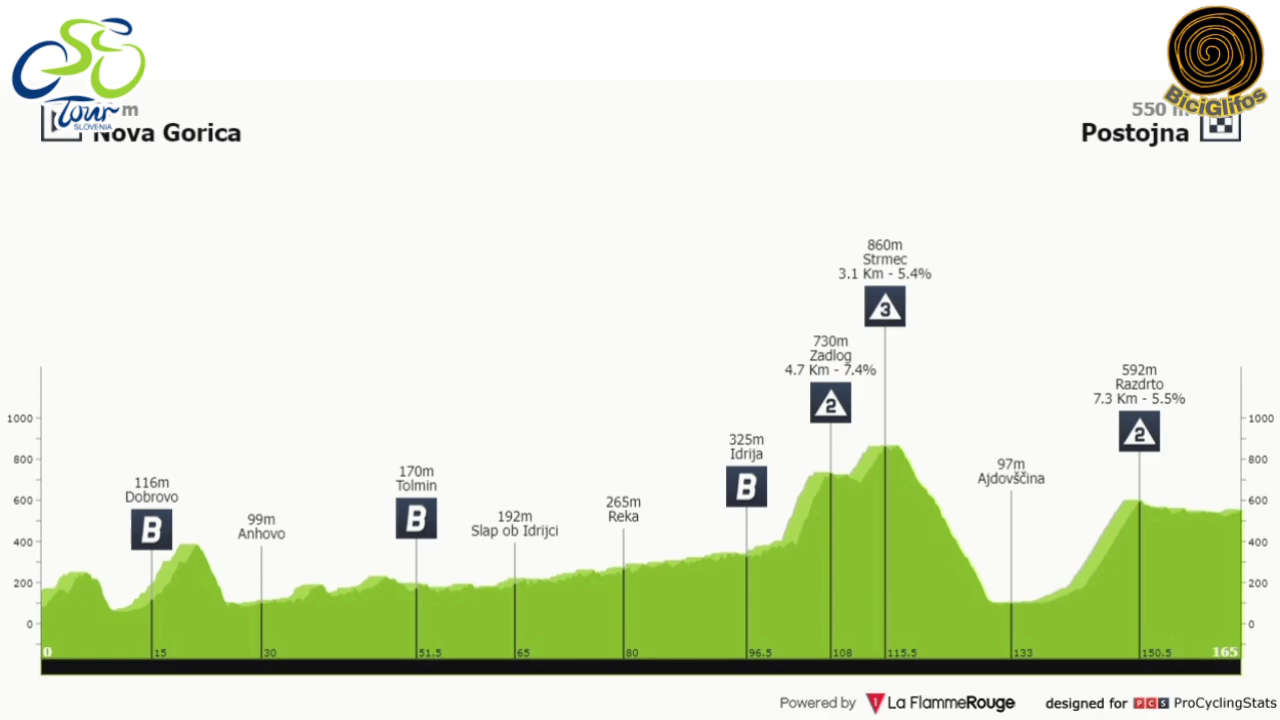 Tour
SLOVENIA
BiciGlifos
m
Nova Gorica
550 m
Postojna
860m
Strmec
3.1 Km - 5.4%
3
730m
Zadlog
4.7 Km - 7.4%
2
592m
Razdrto
7.3 Km - 5.5%
2
325m
Idrija
B
97m
Ajdovščina
116m
Dobrovo
B
99m
Anhovo
170m
Tolmin
B
192m
Slap ob Idrijci
265m
Reka
1000
800
600
400
200
0
1000
800
600
400
200
0
0 15 30 51.5 65 80 96.5 108 115.5 133 150.5 165
Powered by 1 La FlammeRouge designed for PCS ProCyclingStats